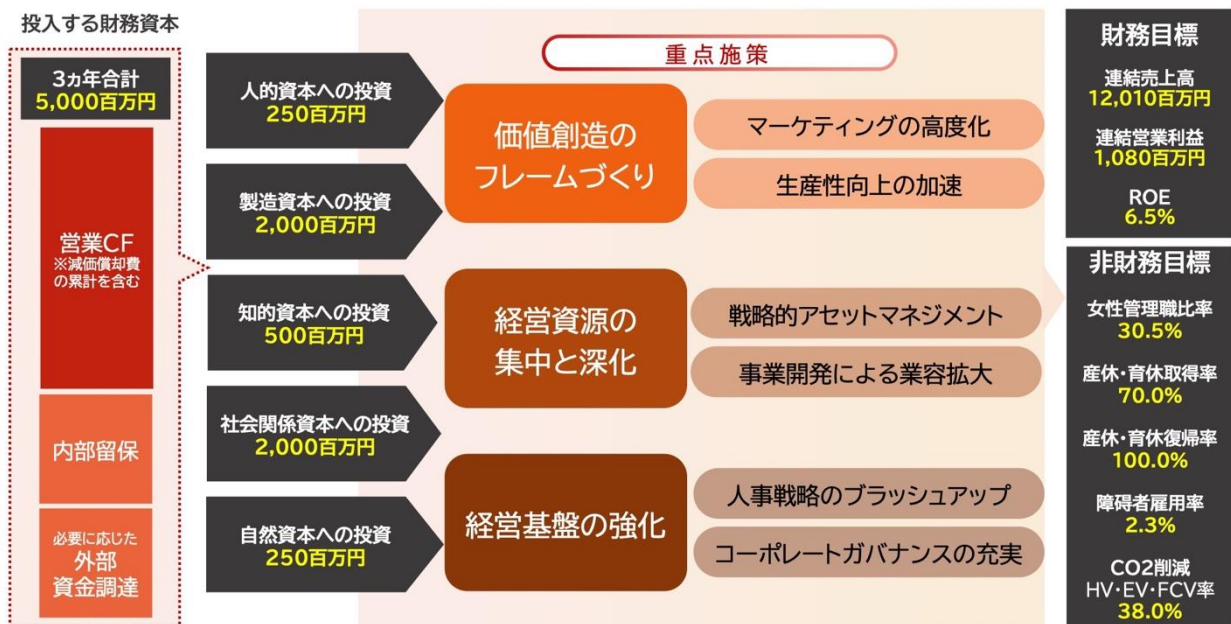 投入する財務資本
3ヵ年合計
5,000百万円
営業CF
※減価償却費
の累計を含む
内部留保
必要に応じた
外部
資金調達
人的資本への投資
250百万円
製造資本への投資
2,000百万円
知的資本への投資
500百万円
社会関係資本への投資
2,000百万円
自然資本への投資
250百万円
重点施策
価値創造の
フレームづくり
マーケティングの高度化
生産性向上の加速
経営資源の
集中と深化
戦略的アセットマネジメント
事業開発による業容拡大
経営基盤の強化
人事戦略のブラッシュアップ
コーポレートガバナンスの充実
財務目標
連結売上高
12,010百万円
連結営業利益
1,080百万円
ROE
6.5%
非財務目標
女性管理職比率
30.5%
産休・育休取得率
70.0%
産休・育休復帰率
100.0%
障碍者雇用率
2.3%
CO2削減
HV・EV・FCV率
38.0%